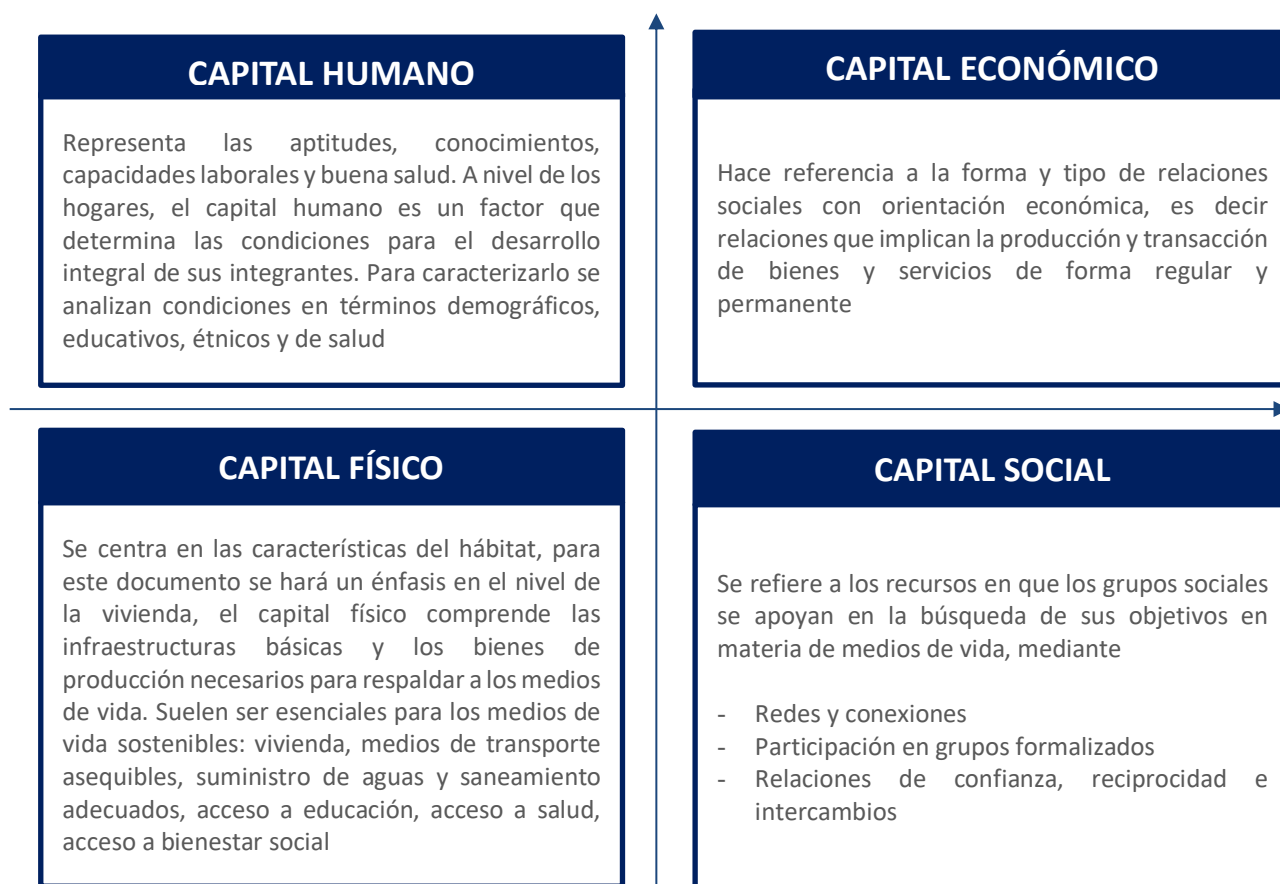 CAPITAL HUMANO
Representa las aptitudes, conocimientos,
capacidades laborales y buena salud. A nivel de los
hogares, el capital humano es un factor que
determina las condiciones para el desarrollo
integral de sus integrantes. Para caracterizarlo se
analizan condiciones en términos demográficos,
educativos, étnicos y de salud
CAPITAL ECONÓMICO
Hace referencia a la forma y tipo de relaciones
sociales con orientación económica, es decir
relaciones que implican la producción y transacción
de bienes y servicios de forma regular y
permanente
CAPITAL FÍSICO
Se centra en las características del hábitat, para
este documento se hará un énfasis en el nivel de
la vivienda, el capital físico comprende las
infraestructuras básicas y los bienes de
producción necesarios para respaldar a los medios
de vida. Suelen ser esenciales para los medios de
vida sostenibles: vivienda, medios de transporte
asequibles, suministro de aguas y saneamiento
adecuados, acceso a educación, acceso a salud,
acceso a bienestar social
CAPITAL SOCIAL
Se refiere a los recursos en que los grupos sociales
se apoyan en la búsqueda de sus objetivos en
materia de medios de vida, mediante
- Redes y conexiones
- Participación en grupos formalizados
- Relaciones de confianza, reciprocidad e
intercambios